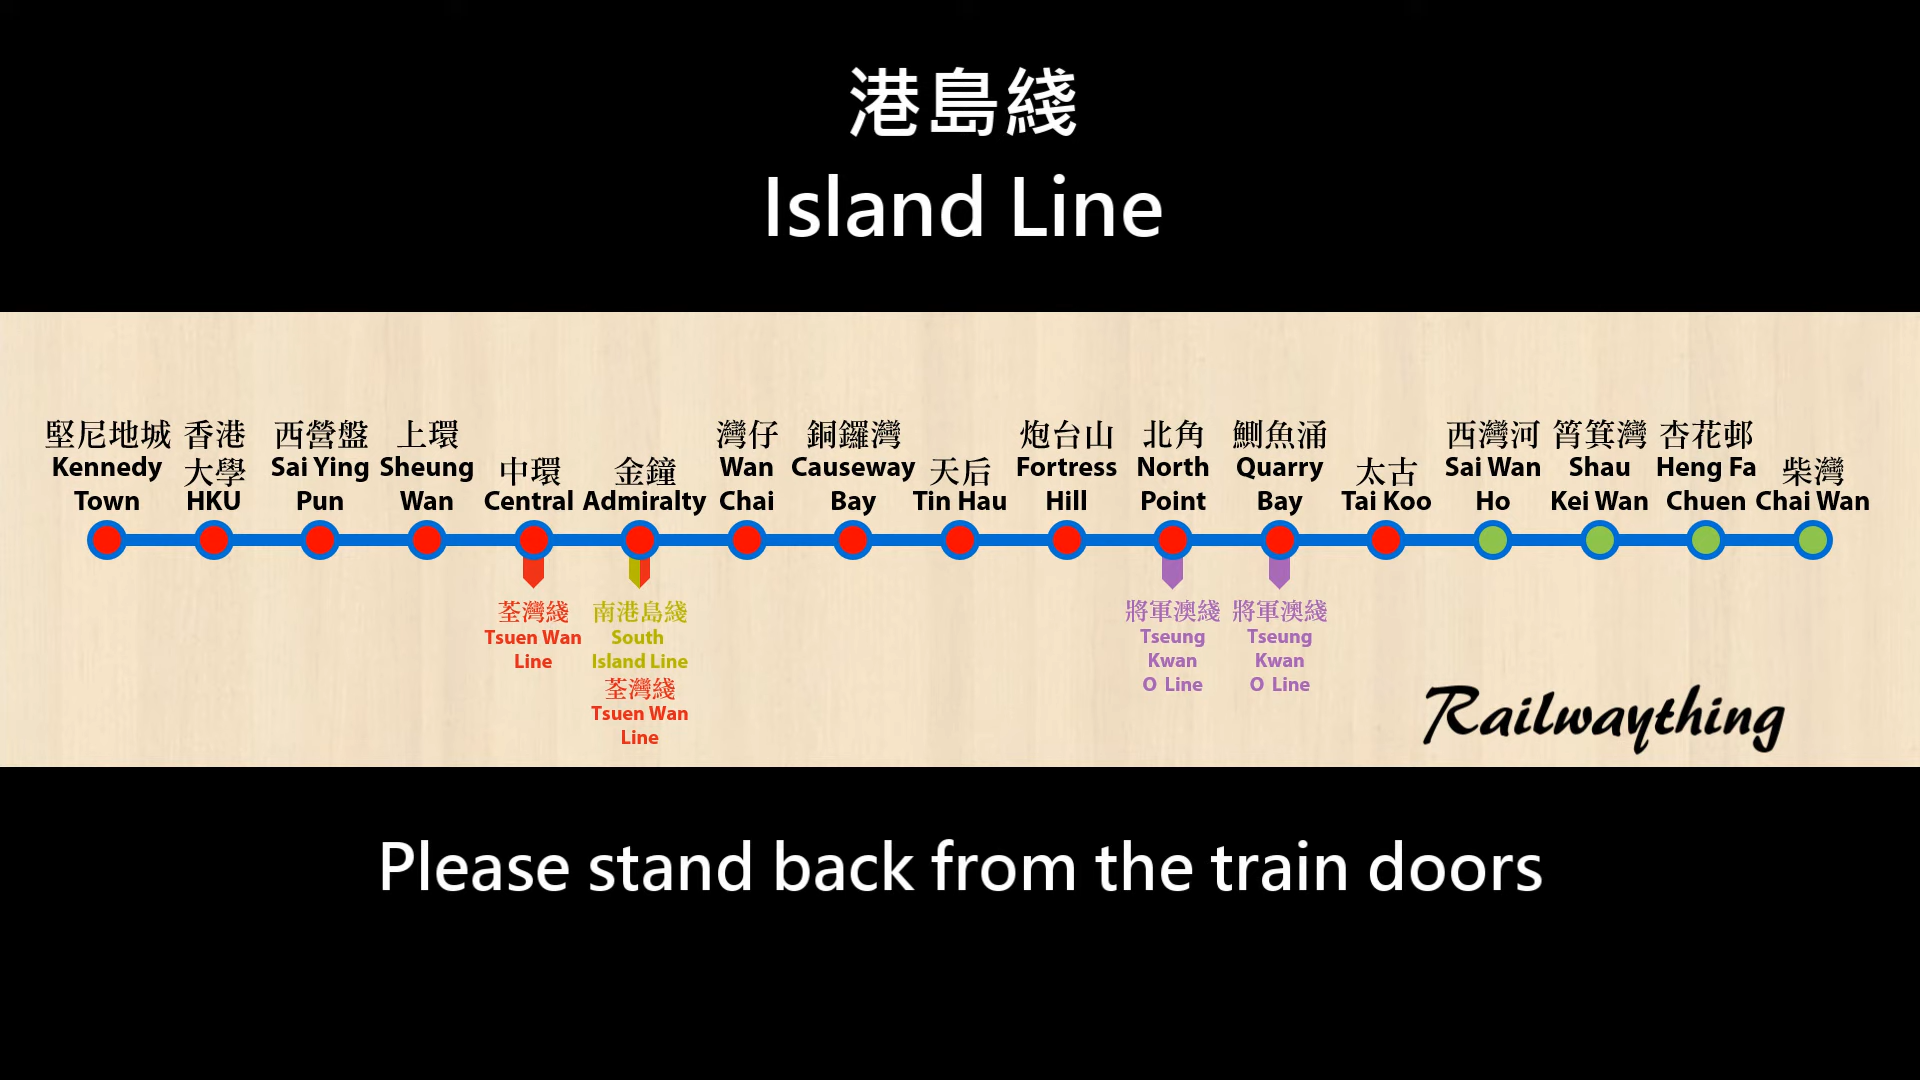 港島綫
Island Line
堅尼地城
Kennedy
Town
香港
大學
HKU
西營盤
Sai Ying
Pun
上環
Sheung
Wan
中環
Central
金鐘
Admiralty
灣仔
Wan
Chai
銅鑼灣
Causeway
Bay
天后
Tin Hau
炮台山
Fortress
Hill
北角
North
Point
鰂魚涌
Quarry
Bay
太古
Tai Koo
西灣河
Sai Wan
Ho
筲箕灣
Shau
Kei Wan
杏花邨
Heng Fa
Chuen
柴灣
Chai Wan
荃灣綫
Tsuen Wan
Line
南港島綫
South
Island Line
荃灣綫
Tsuen Wan
Line
將軍澳綫
Tseung
Kwan
O Line
將軍澳綫
Tseung
Kwan
O Line
Railwaything
Please stand back from the train doors